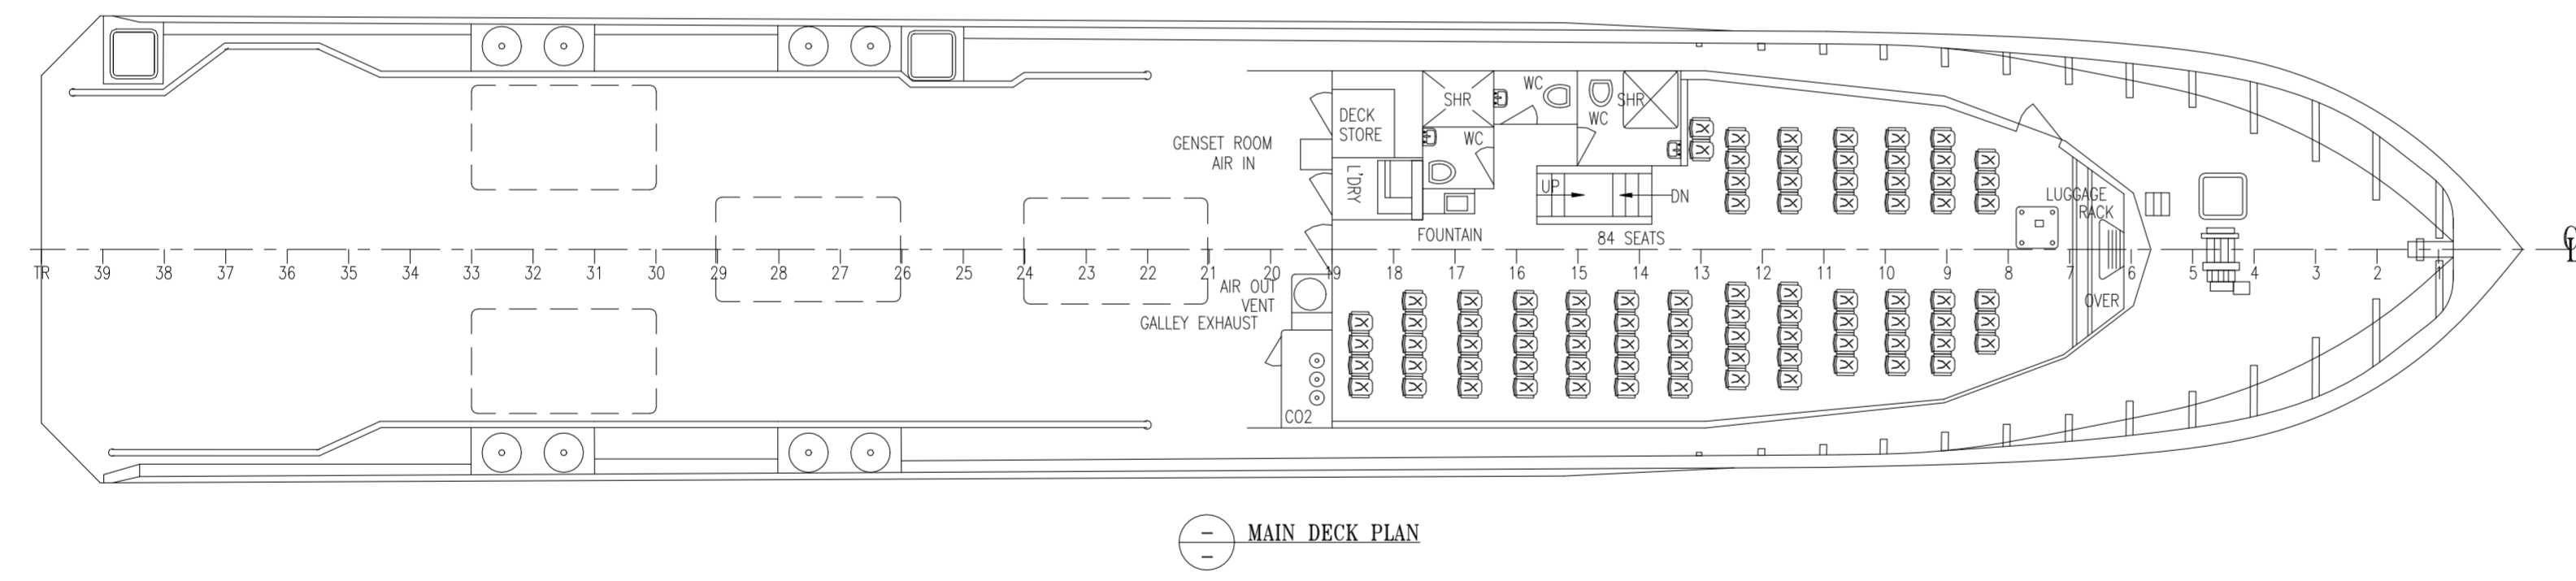 SHR
WC
SHR
WC
DECK
STORE
WC
GENSET ROOM
AIR IN
L'DRY
UP
DN
LUGGAGE
RACK
FOUNTAIN
84 SEATS
TR 39 38 37 36 35 34 33 32 31 30 29 28 27 26 25 24 23 22 21 20 19 18 17 16 15 14 13 12 11 10 9 8 7 6 5 4 3 2 1
CL
AIR OUT
VENT
GALLEY EXHAUST
OVER
CO2
MAIN DECK PLAN